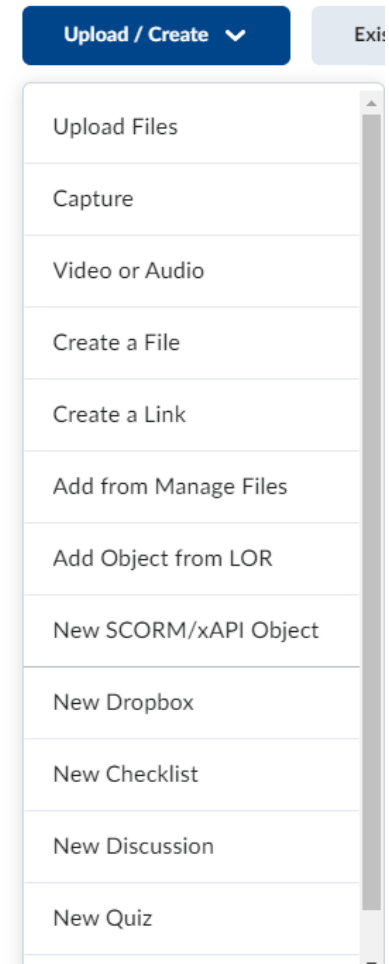 Upload / Create
Upload Files
Capture
Video or Audio
Create a File
Create a Link
Add from Manage Files
Add Object from LOR
New SCORM/xAPI Object
New Dropbox
New Checklist
New Discussion
New Quiz